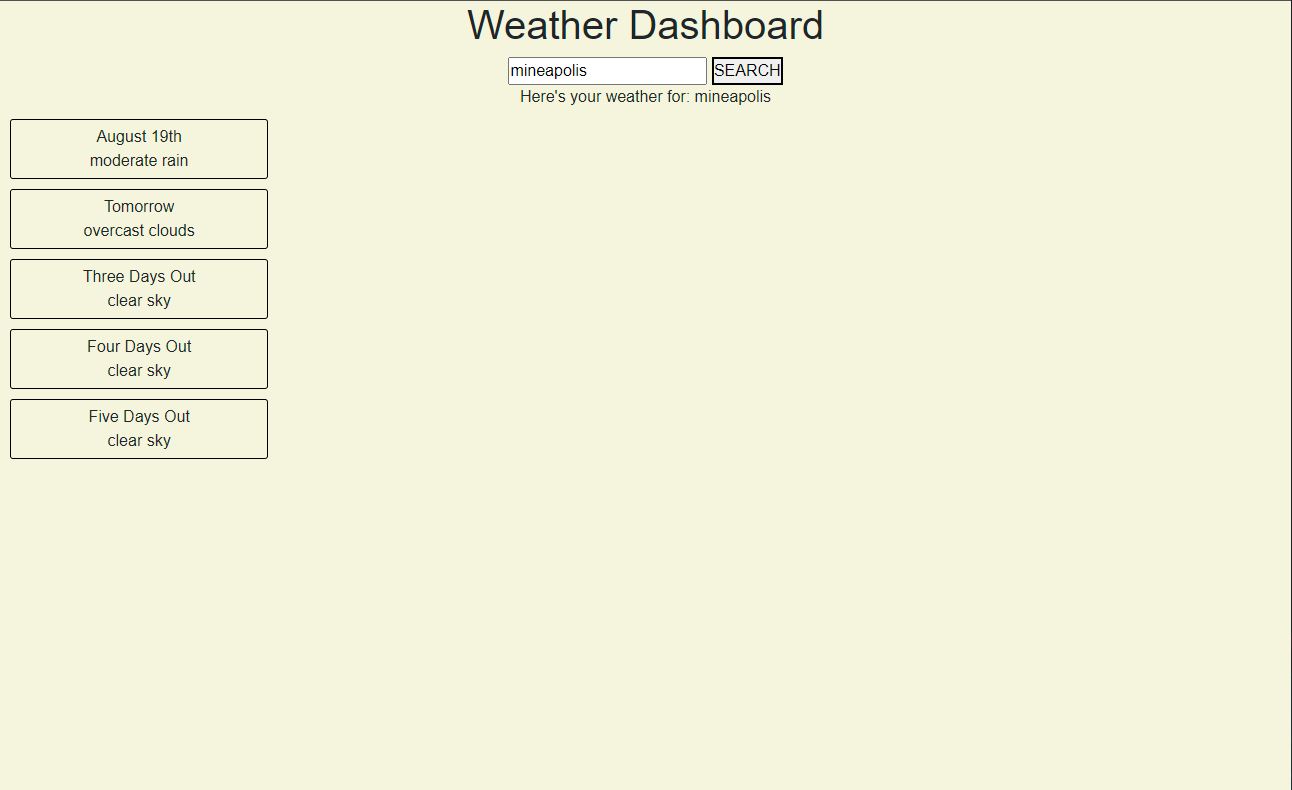 Weather Dashboard
mineapolis SEARCH
Here's your weather for: mineapolis
August 19th
moderate rain
Tomorrow
overcast clouds
Three Days Out
clear sky
Four Days Out
clear sky
Five Days Out
clear sky